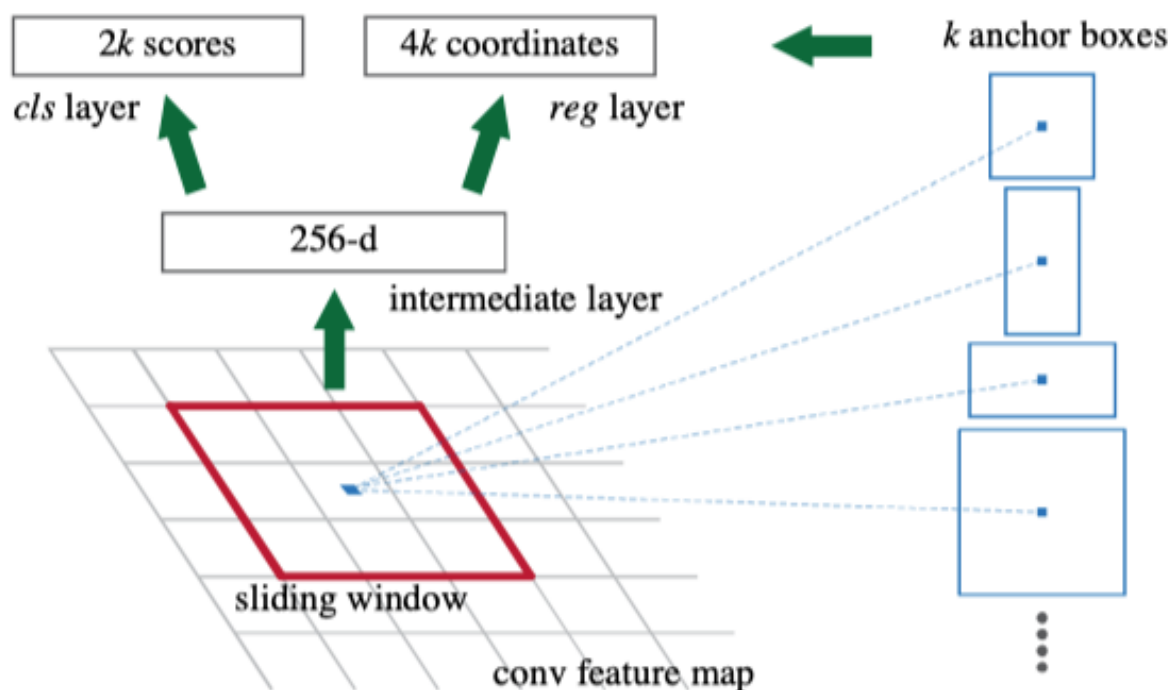 2k scores
4k coordinates
k anchor boxes
cls layer
reg layer
256-d
intermediate layer
sliding window
conv feature map